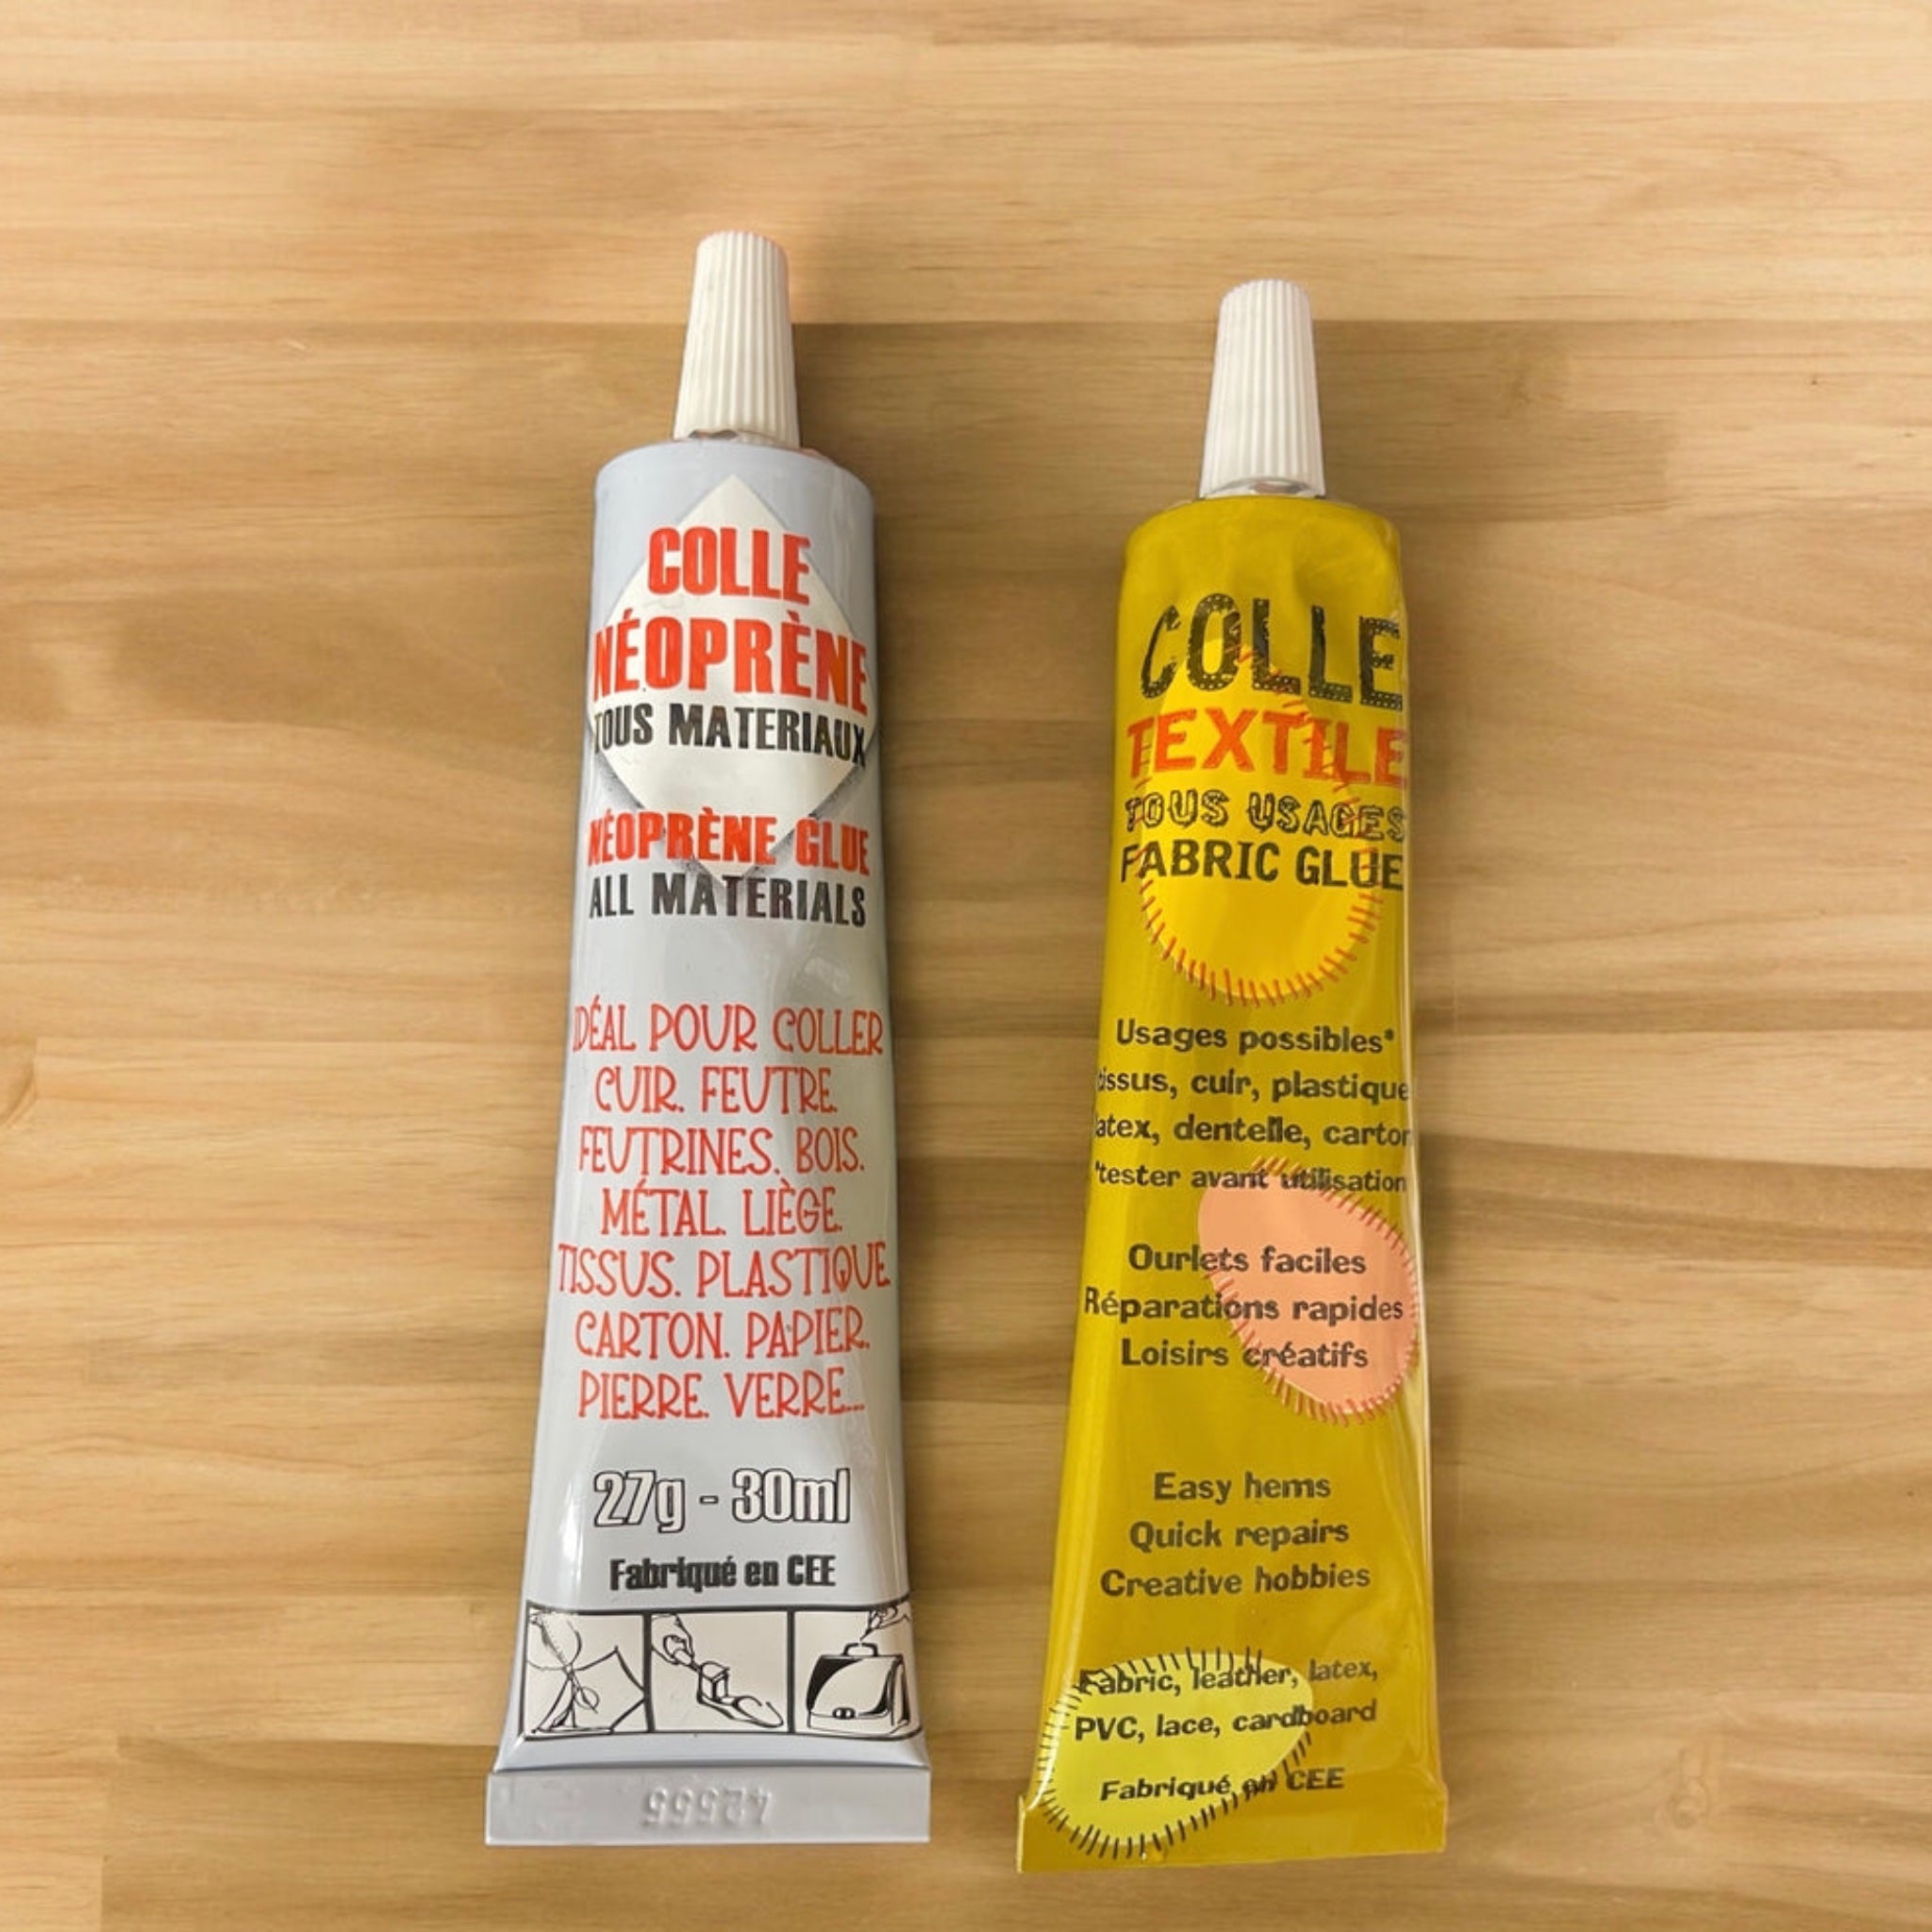 COLLE
NÉOPRÈNE
TOUS MATERIAUX
NÉOPRÈNE GLUE
ALL MATERIALS
IDÉAL POUR COLLER
CUIR. FEUTRE.
FEUTRINES. BOIS.
MÉTAL. LIÈGE.
TISSUS. PLASTIQUE
CARTON. PAPIER.
PIERRE. VERRE...
27g - 30ml
Fabriqué en CEE
42555
COLLE
TEXTILE
TOUS USAGES
FABRIC GLUE
Usages possibles*
tissus, cuir, plastique
latex, dentelle, carton
*tester avant utilisation
Ourlets faciles
Réparations rapides
Loisirs créatifs
Easy hems
Quick repairs
Creative hobbies
Fabric, leather, latex,
PVC, lace, cardboard
Fabriqué en CEE